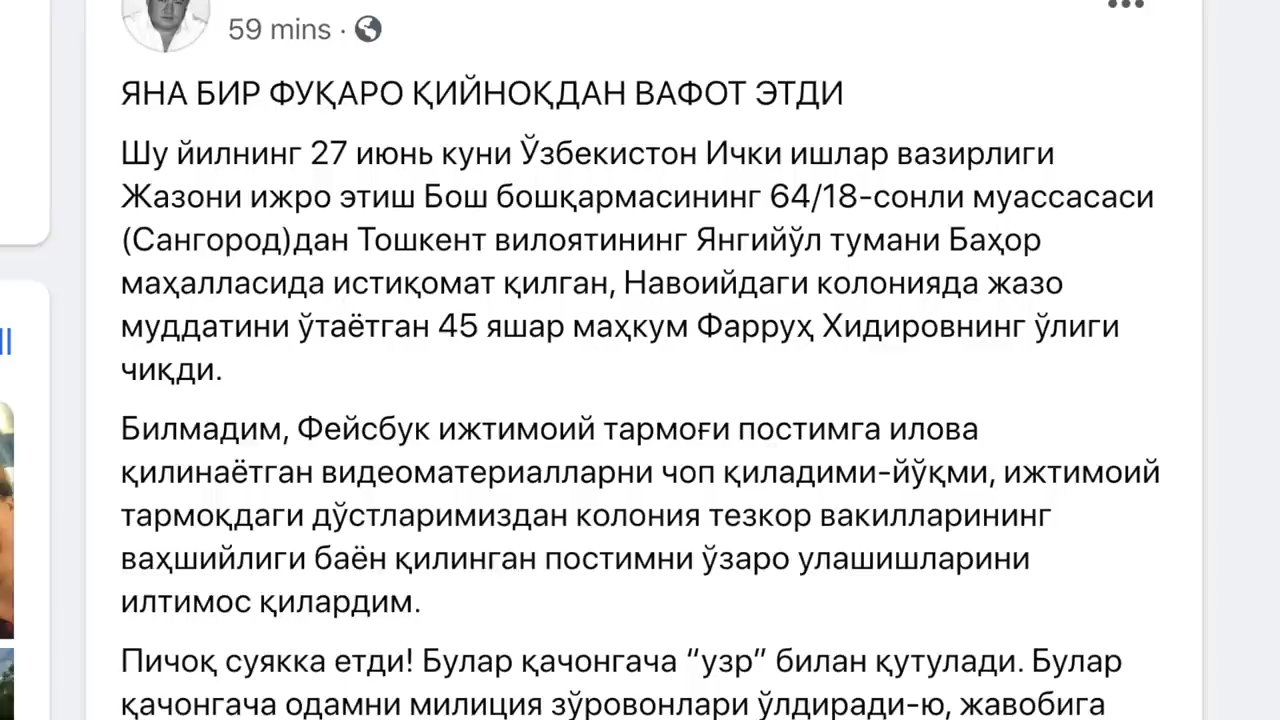 59 mins ·
ЯНА БИР ФУҚАРО ҚИЙНОҚДАН ВАФОТ ЭТДИ
Шу йилнинг 27 июнь куни Ўзбекистон Ички ишлар вазирлиги
Жазони ижро этиш Бош бошқармасининг 64/18-сонли муассасаси
(Сангород)дан Тошкент вилоятининг Янгийўл тумани Баҳор
маҳалласида истиқомат қилган, Навоийдаги колонияда жазо
муддатини ўтаётган 45 яшар маҳкум Фарруҳ Хидировнинг ўлиги
чиқди.
Билмадим, Фейсбук ижтимоий тармоғи постимга илова
қилинаётган видеоматериалларни чоп қиладими-йўқми, ижтимоий
тармоқдаги дўстларимиздан колония тезкор вакилларининг
ваҳшийлиги баён қилинган постимни ўзаро улашишларини
илтимос қилардим.
Пичоқ суякка етди! Булар қачонгача “узр” билан қутулади. Булар
қачонгача одамни милиция зўровонлари ўлдиради-ю, жавобига